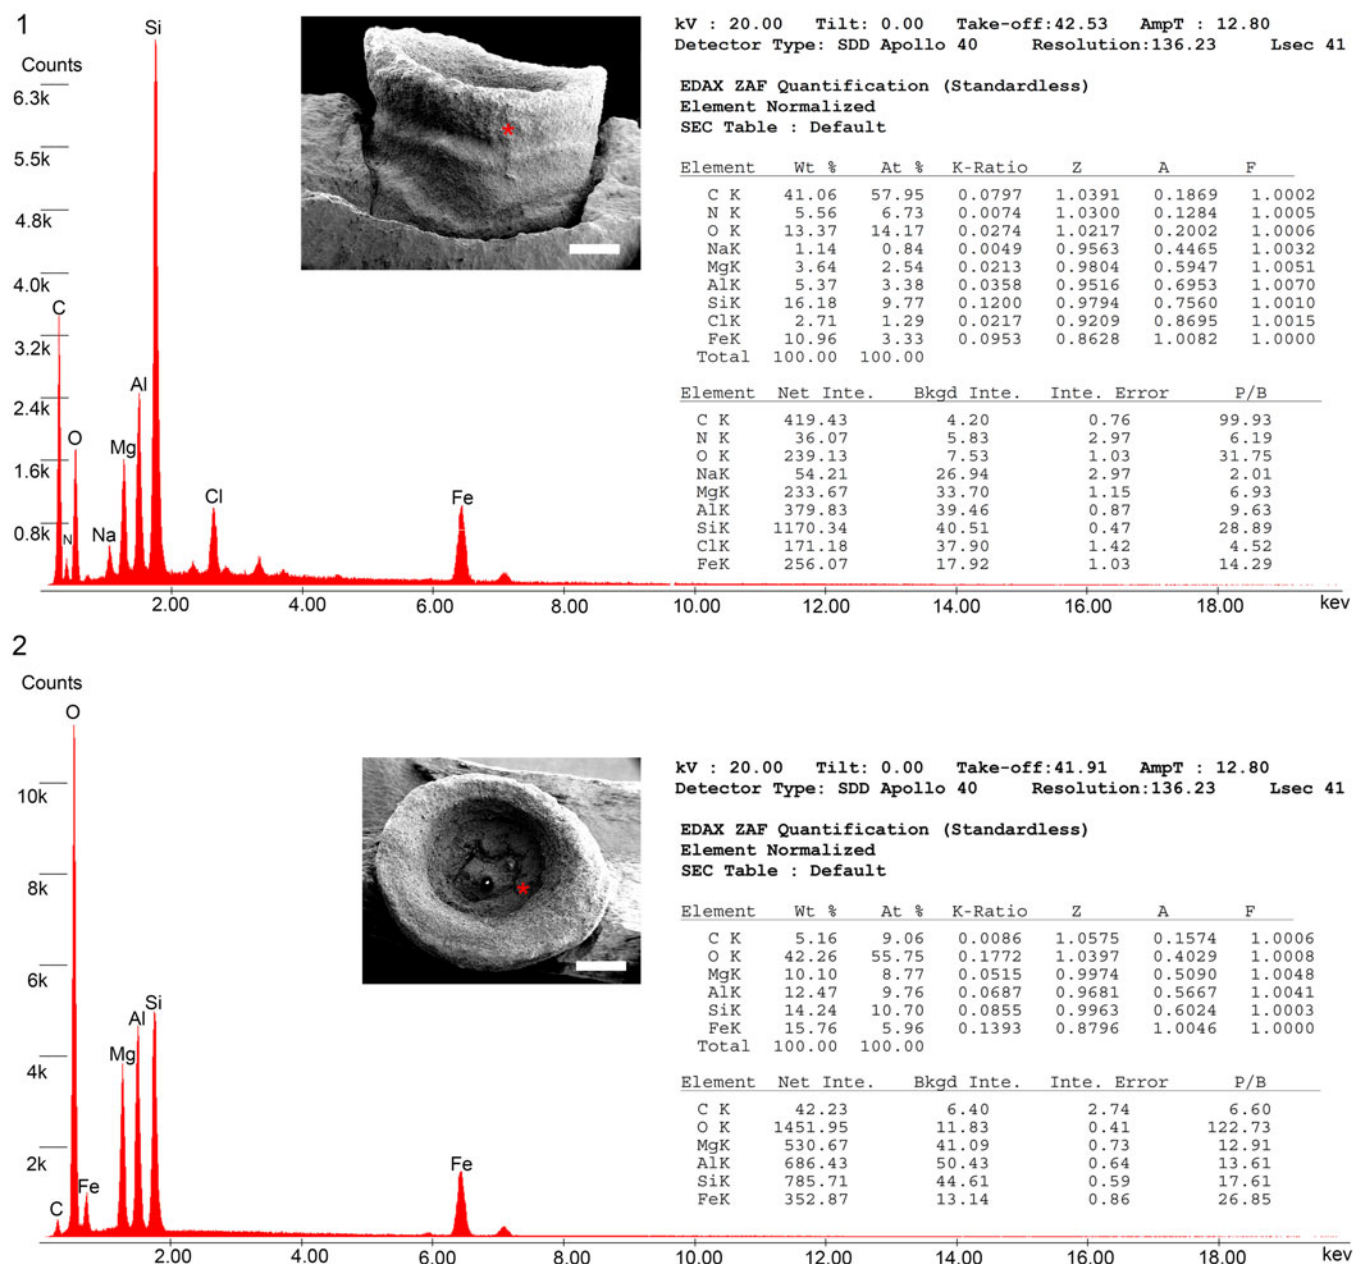 1
Counts
6.3k
5.5k
4.8k
4.0k
3.2k
2.4k
1.6k
0.8k
Si
C
O
N
Na
Mg
Al
Cl
Fe
*
2.00 4.00 6.00 8.00 10.00 12.00 14.00 16.00 18.00 kev
kV : 20.00 Tilt: 0.00 Take-off:42.53 AmpT : 12.80
Detector Type: SDD Apollo 40 Resolution:136.23 Lsec 41
EDAX ZAF Quantification (Standardless)
Element Normalized
SEC Table : Default
Element Wt % At % K-Ratio Z A F
C K 41.06 57.95 0.0797 1.0391 0.1869 1.0002
N K 5.56 6.73 0.0074 1.0300 0.1284 1.0005
O K 13.37 14.17 0.0274 1.0217 0.2002 1.0006
NaK 1.14 0.84 0.0049 0.9563 0.4465 1.0032
MgK 3.64 2.54 0.0213 0.9804 0.5947 1.0051
AlK 5.37 3.38 0.0358 0.9516 0.6953 1.0070
SiK 16.18 9.77 0.1200 0.9794 0.7560 1.0010
ClK 2.71 1.29 0.0217 0.9209 0.8695 1.0015
FeK 10.96 3.33 0.0953 0.8628 1.0082 1.0000
Total 100.00 100.00
Element Net Inte. Bkgd Inte. Inte. Error P/B
C K 419.43 4.20 0.76 99.93
N K 36.07 5.83 2.97 6.19
O K 239.13 7.53 1.03 31.75
NaK 54.21 26.94 2.97 2.01
MgK 233.67 33.70 1.15 6.93
AlK 379.83 39.46 0.87 9.63
SiK 1170.34 40.51 0.47 28.89
ClK 171.18 37.90 1.42 4.52
FeK 256.07 17.92 1.03 14.29
2
Counts
10k
8k
6k
4k
2k
O
C
Fe
Mg
Al
Si
Fe
*
2.00 4.00 6.00 8.00 10.00 12.00 14.00 16.00 18.00 kev
kV : 20.00 Tilt: 0.00 Take-off:41.91 AmpT : 12.80
Detector Type: SDD Apollo 40 Resolution:136.23 Lsec 41
EDAX ZAF Quantification (Standardless)
Element Normalized
SEC Table : Default
Element Wt % At % K-Ratio Z A F
C K 5.16 9.06 0.0086 1.0575 0.1574 1.0006
O K 42.26 55.75 0.1772 1.0397 0.4029 1.0008
MgK 10.10 8.77 0.0515 0.9974 0.5090 1.0048
AlK 12.47 9.76 0.0687 0.9681 0.5667 1.0041
SiK 14.24 10.70 0.0855 0.9963 0.6024 1.0003
FeK 15.76 5.96 0.1393 0.8796 1.0046 1.0000
Total 100.00 100.00
Element Net Inte. Bkgd Inte. Inte. Error P/B
C K 42.23 6.40 2.74 6.60
O K 1451.95 11.83 0.41 122.73
MgK 530.67 41.09 0.73 12.91
AlK 686.43 50.43 0.64 13.61
SiK 785.71 44.61 0.59 17.61
FeK 352.87 13.14 0.86 26.85